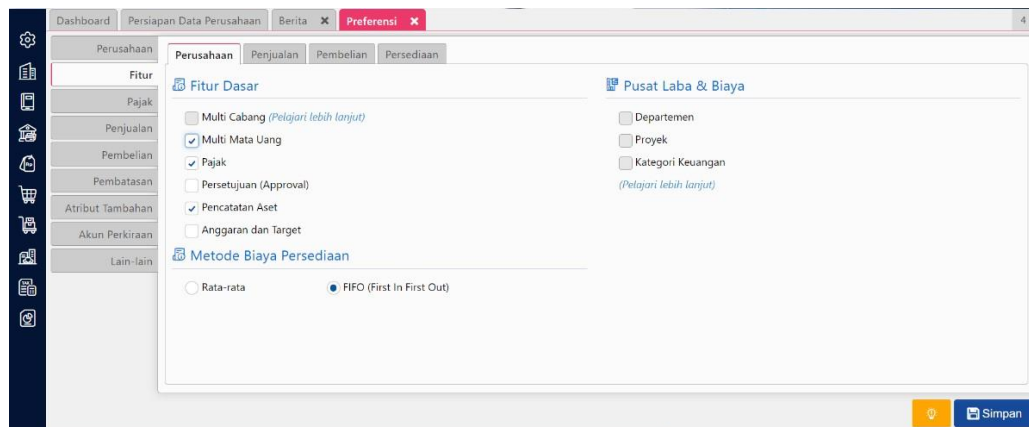 Dashboard Persiapan Data Perusahaan Berita Preferensi 4
Perusahaan
Fitur
Pajak
Penjualan
Pembelian
Pembatasan
Atribut Tambahan
Akun Perkiraan
Lain-lain
Perusahaan Penjualan Pembelian Persediaan
Fitur Dasar
Multi Cabang (Pelajari lebih lanjut)
Multi Mata Uang
Pajak
Persetujuan (Approval)
Pencatatan Aset
Anggaran dan Target
Metode Biaya Persediaan
Rata-rata FIFO (First In First Out)
Pusat Laba & Biaya
Departemen
Proyek
Kategori Keuangan
(Pelajari lebih lanjut)
Simpan